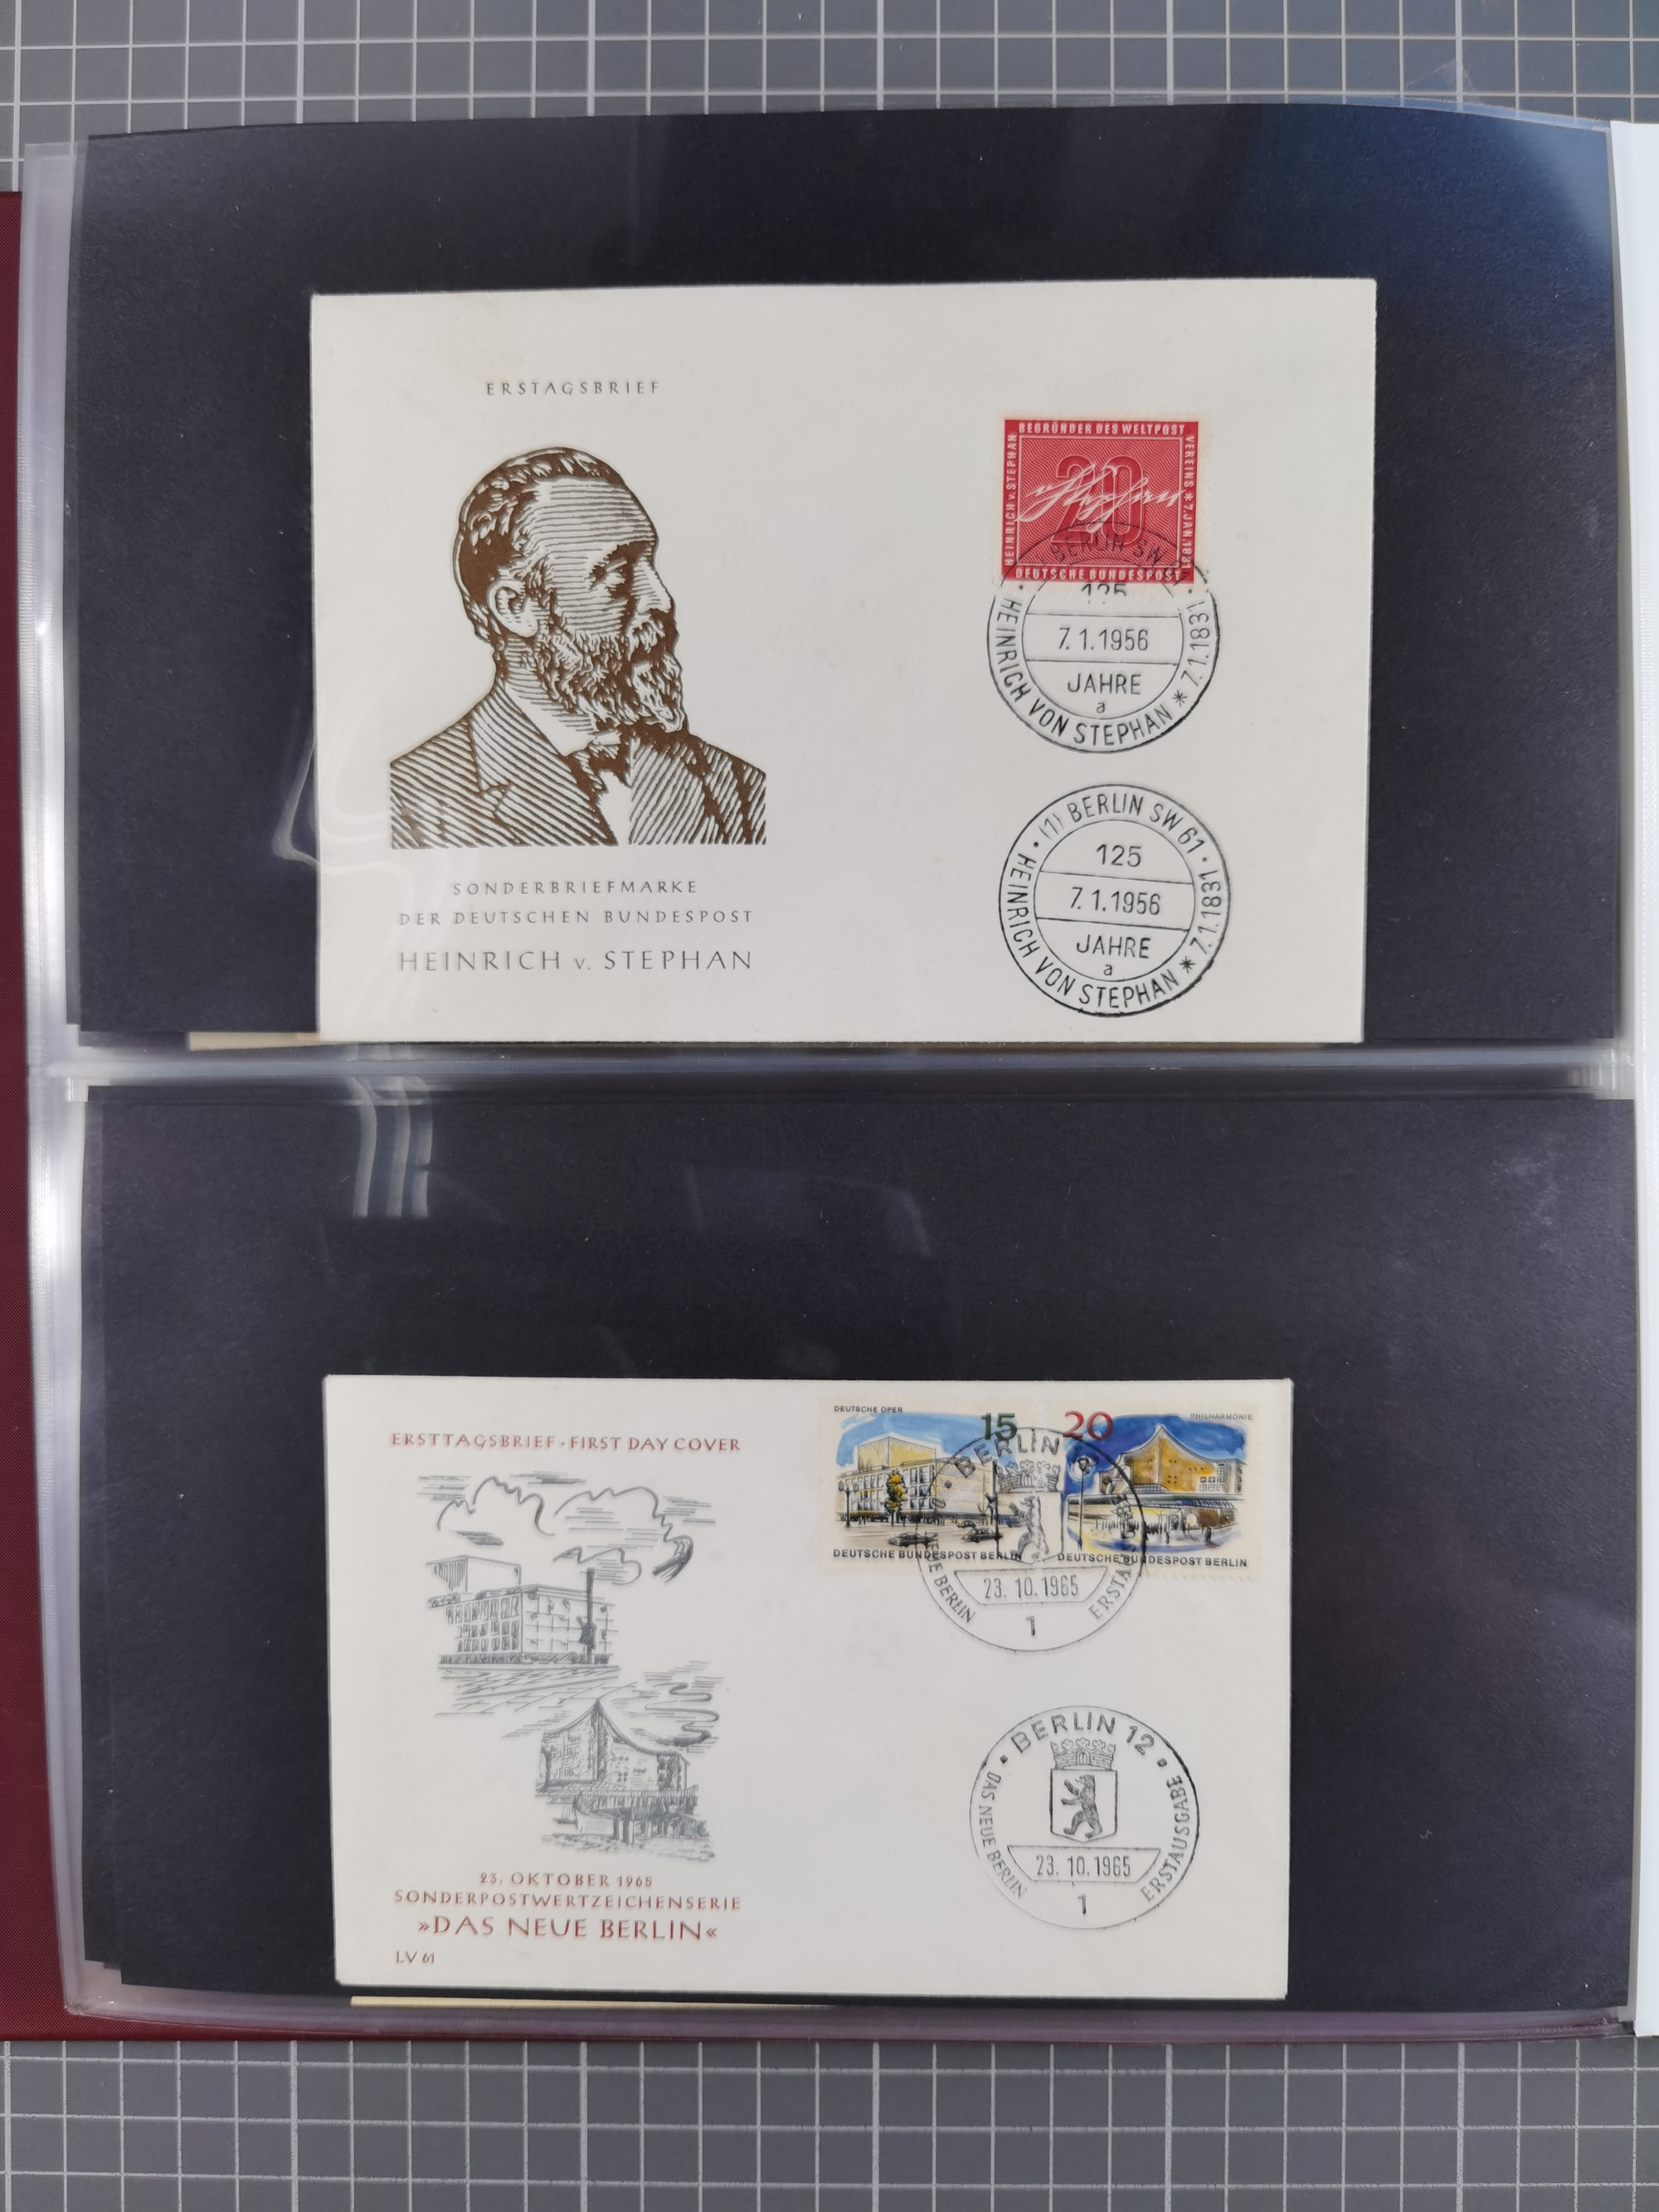 ERSTAGSBRIEF
BEGRÜNDER DES WELTPOST
VEREINS * 7. JAN. 1831
HEINRICH v. STEPHAN
20
DEUTSCHE BUNDESPOST
BERLIN SW
125
7.1.1956
JAHRE
a
HEINRICH VON STEPHAN * 7.1.1831
(1) BERLIN SW 61
125
7.1.1956
JAHRE
a
HEINRICH VON STEPHAN * 7.1.1831
SONDERBRIEFMARKE
DER DEUTSCHEN BUNDESPOST
HEINRICH v. STEPHAN
ERSTTAGSBRIEF · FIRST DAY COVER
DEUTSCHE OPER
15
DEUTSCHE BUNDESPOST BERLIN
20
PHILHARMONIE
DEUTSCHE BUNDESPOST BERLIN
BERLIN
NEUE BERLIN
23.10.1965
1
BERLIN 12
DAS NEUE BERLIN
ERSTAUSGABE
23.10.1965
1
23. OKTOBER 1965
SONDERPOSTWERTZEICHENSERIE
»DAS NEUE BERLIN«
LV 61